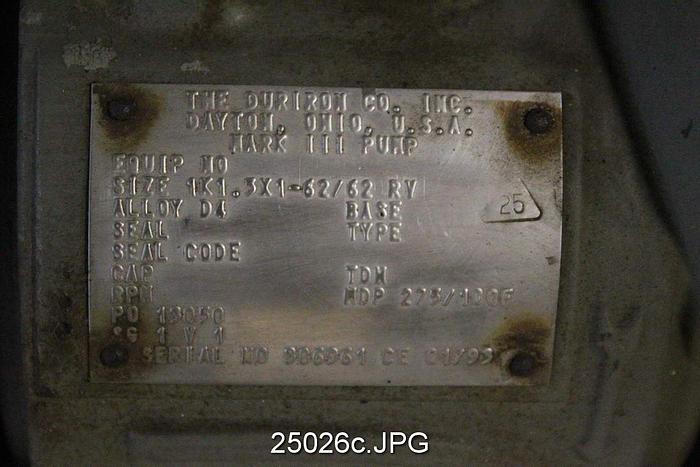 THE DURIRON CO. INC.
DAYTON, OHIO, U.S.A.
MARK III PUMP
EQUIP NO
SIZE 1K1.5X1-62/62 RV
ALLOY D4 BASE 25
SEAL TYPE
SEAL CODE
CAP TDH
RPM MDP 275/100F
PO 19050
SG 1 V 1
SERIAL NO
25026c.JPG